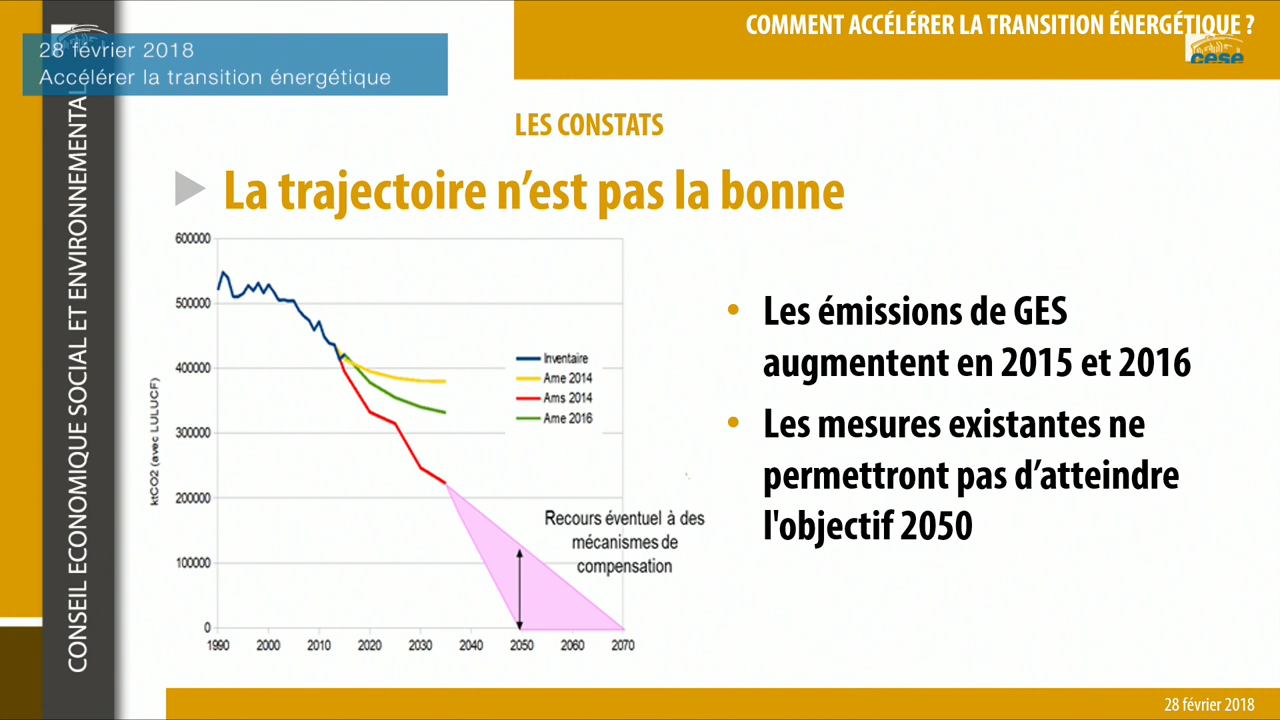 COMMENT ACCÉLÉRER LA TRANSITION ÉNERGÉTIQUE ?
cese
28 février 2018
Accélérer la transition énergétique
CONSEIL ECONOMIQUE SOCIAL ET ENVIRONNEMENTAL
LES CONSTATS
La trajectoire n’est pas la bonne
600000
500000
400000
300000
200000
100000
0
ktCO2 (avec LULUCF)
1990 2000 2010 2020 2030 2040 2050 2060 2070
Inventaire
Ame 2014
Ams 2014
Ame 2016
Recours éventuel à des
mécanismes de
compensation
• Les émissions de GES
augmentent en 2015 et 2016
• Les mesures existantes ne
permettront pas d’atteindre
l'objectif 2050
28 février 2018